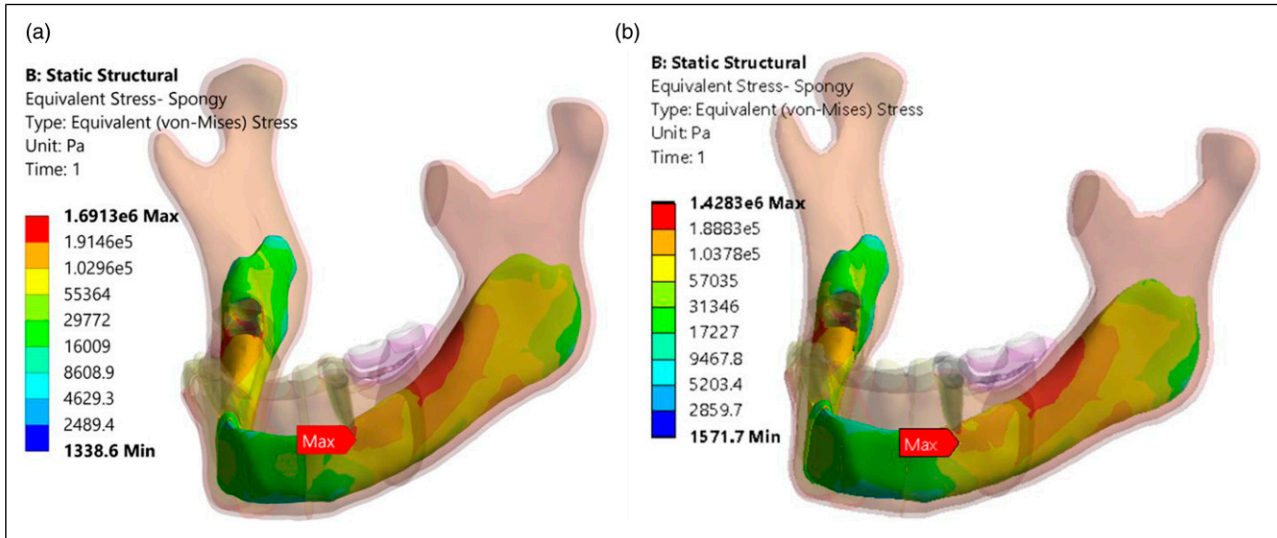 (a)
B: Static Structural
Equivalent Stress- Spongy
Type: Equivalent (von-Mises) Stress
Unit: Pa
Time: 1
1.6913e6 Max
1.9146e5
1.0296e5
55364
29772
16009
8608.9
4629.3
2489.4
1338.6 Min
Max
(b)
B: Static Structural
Equivalent Stress- Spongy
Type: Equivalent (von-Mises) Stress
Unit: Pa
Time: 1
1.4283e6 Max
1.8883e5
1.0378e5
57035
31346
17227
9467.8
5203.4
2859.7
1571.7 Min
Max